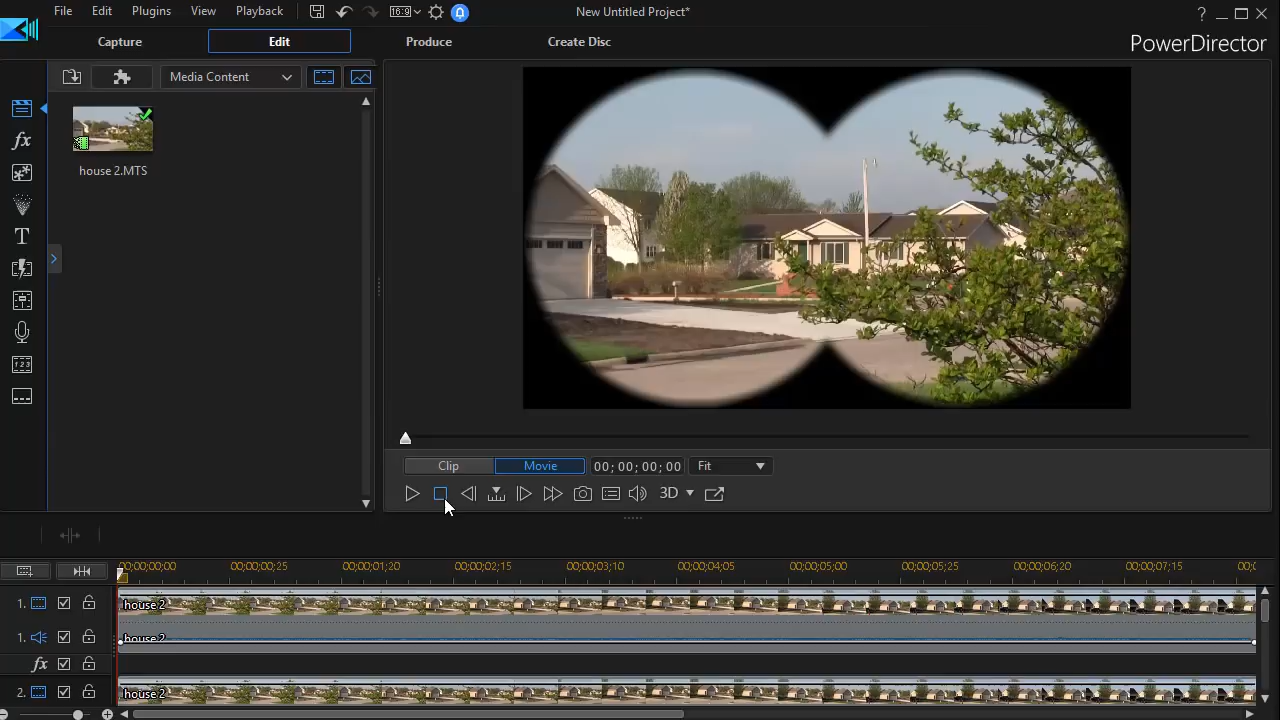 File Edit Plugins View Playback 16:9 New Untitled Project* ?
Capture Edit Produce Create Disc PowerDirector
Media Content
house 2.MTS
fx
T
Clip Movie 00; 00; 00; 00 Fit
3D
00;00;00;00 00;00;00;25 00;00;01;20 00;00;02;15 00;00;03;10 00;00;04;05 00;00;05;00 00;00;05;25 00;00;06;20 00;00;07;15 00;0
1. house 2
1. house 2
fx
2. house 2